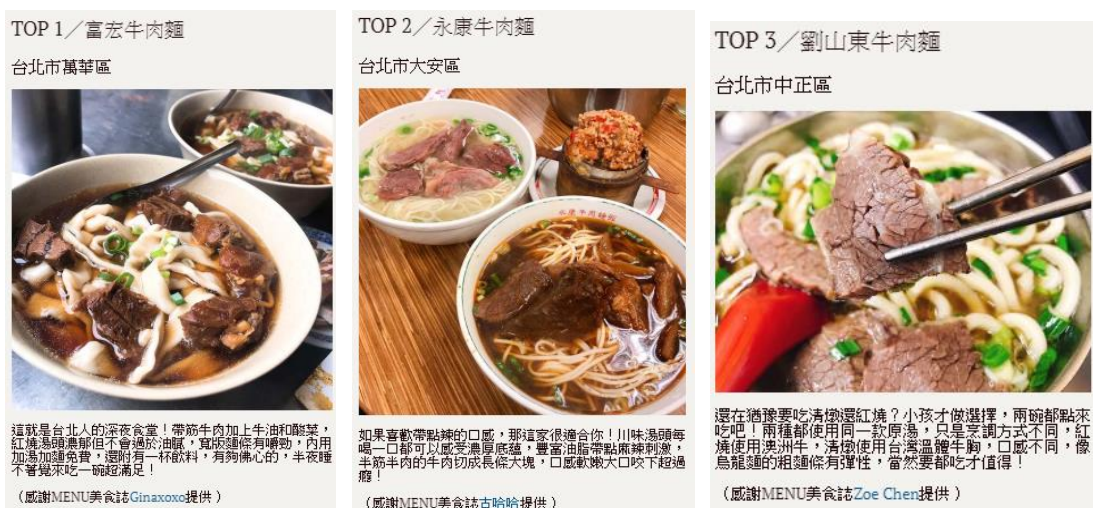 TOP 1／富宏牛肉麵
台北市萬華區
這就是台北人的深夜食堂！帶筋牛肉加上牛油和酸菜，
紅燒湯頭濃郁但不會過於油膩，寬版麵條有嚼勁，內用
加湯加麵免費，還附有一杯飲料，有夠佛心的，半夜睡
不著覺來吃一碗超滿足！
（感謝MENU美食誌Ginaxoxo提供）
TOP 2／永康牛肉麵
台北市大安區
永康牛肉麵館
如果喜歡帶點辣的口感，那這家很適合你！川味湯頭每
喝一口都可以感受濃厚底蘊，豐富油脂帶點麻辣刺激，
半筋半肉的牛肉切成長條大塊，口感軟嫩大口咬下超過
癮！
（感謝MENU美食誌古哈哈提供）
TOP 3／劉山東牛肉麵
台北市中正區
還在猶豫要吃清燉還紅燒？小孩才做選擇，兩碗都點來
吃吧！兩種都使用同一款原湯，只是烹調方式不同，紅
燒使用澳洲牛，清燉使用台灣溫體牛胸，口感不同，像
烏龍麵的粗麵條有彈性，當然要都吃才值得！
（感謝MENU美食誌Zoe Chen提供）